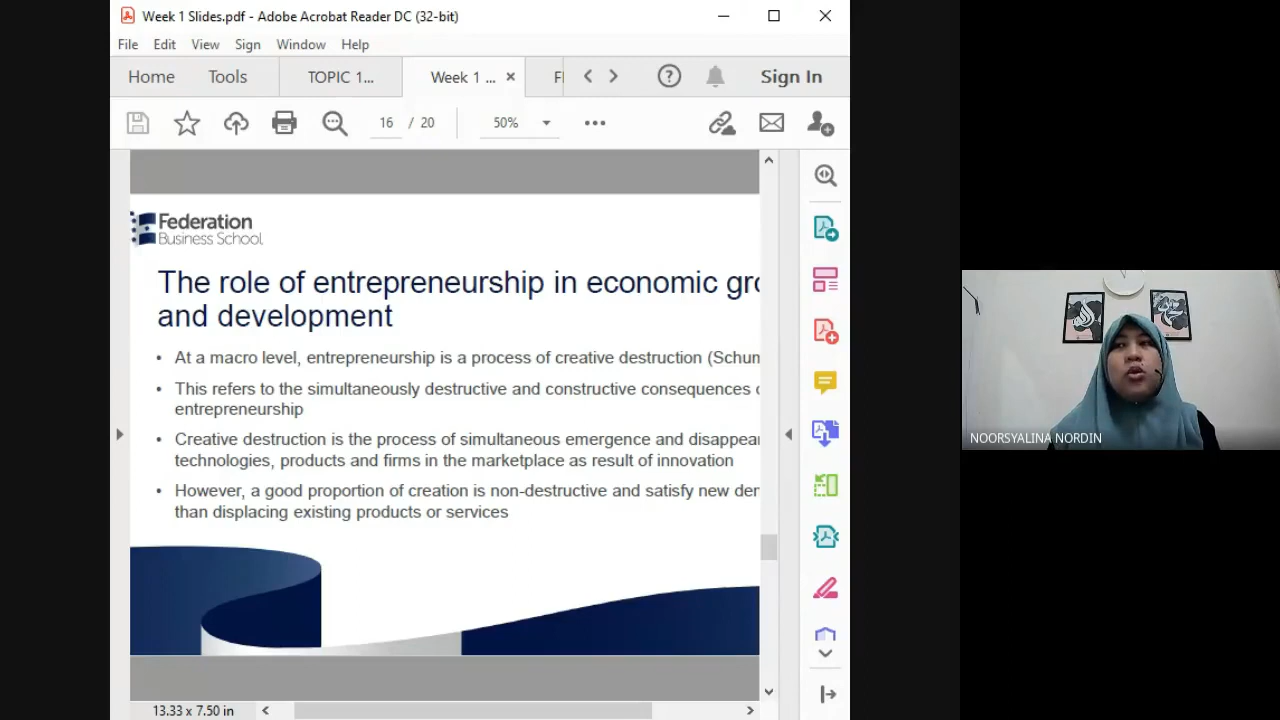 Week 1 Slides.pdf - Adobe Acrobat Reader DC (32-bit)
File Edit View Sign Window Help
Home Tools TOPIC 1... Week 1 ... Sign In
16 / 20 50%
Federation
Business School
The role of entrepreneurship in economic gro
and development
• At a macro level, entrepreneurship is a process of creative destruction (Schum
• This refers to the simultaneously destructive and constructive consequences
entrepreneurship
• Creative destruction is the process of simultaneous emergence and disappear
technologies, products and firms in the marketplace as result of innovation
• However, a good proportion of creation is non-destructive and satisfy new
than displacing existing products or services
13.33 x 7.50 in
NOORSYALINA NORDIN